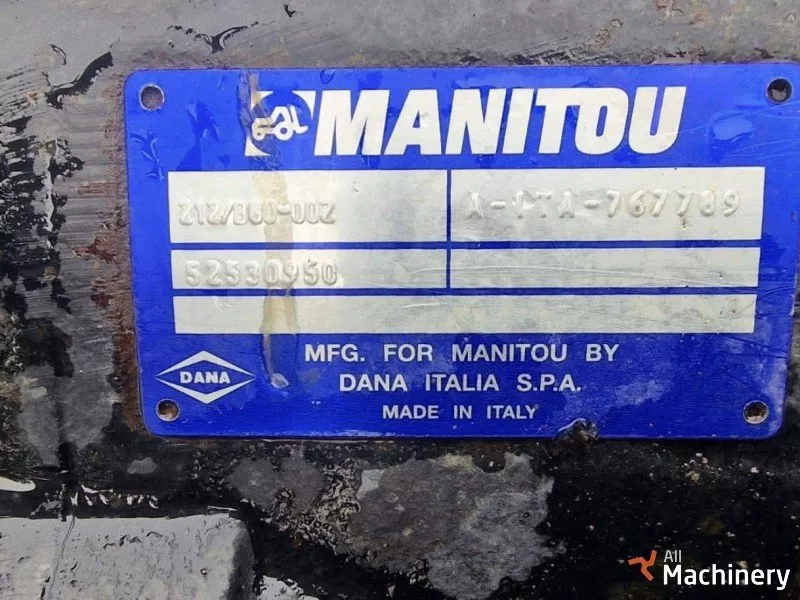 MANITOU
212/360-002 A-ITA-767789
52530950
MFG. FOR MANITOU BY
DANA DANA ITALIA S.P.A.
MADE IN ITALY
All
Machinery